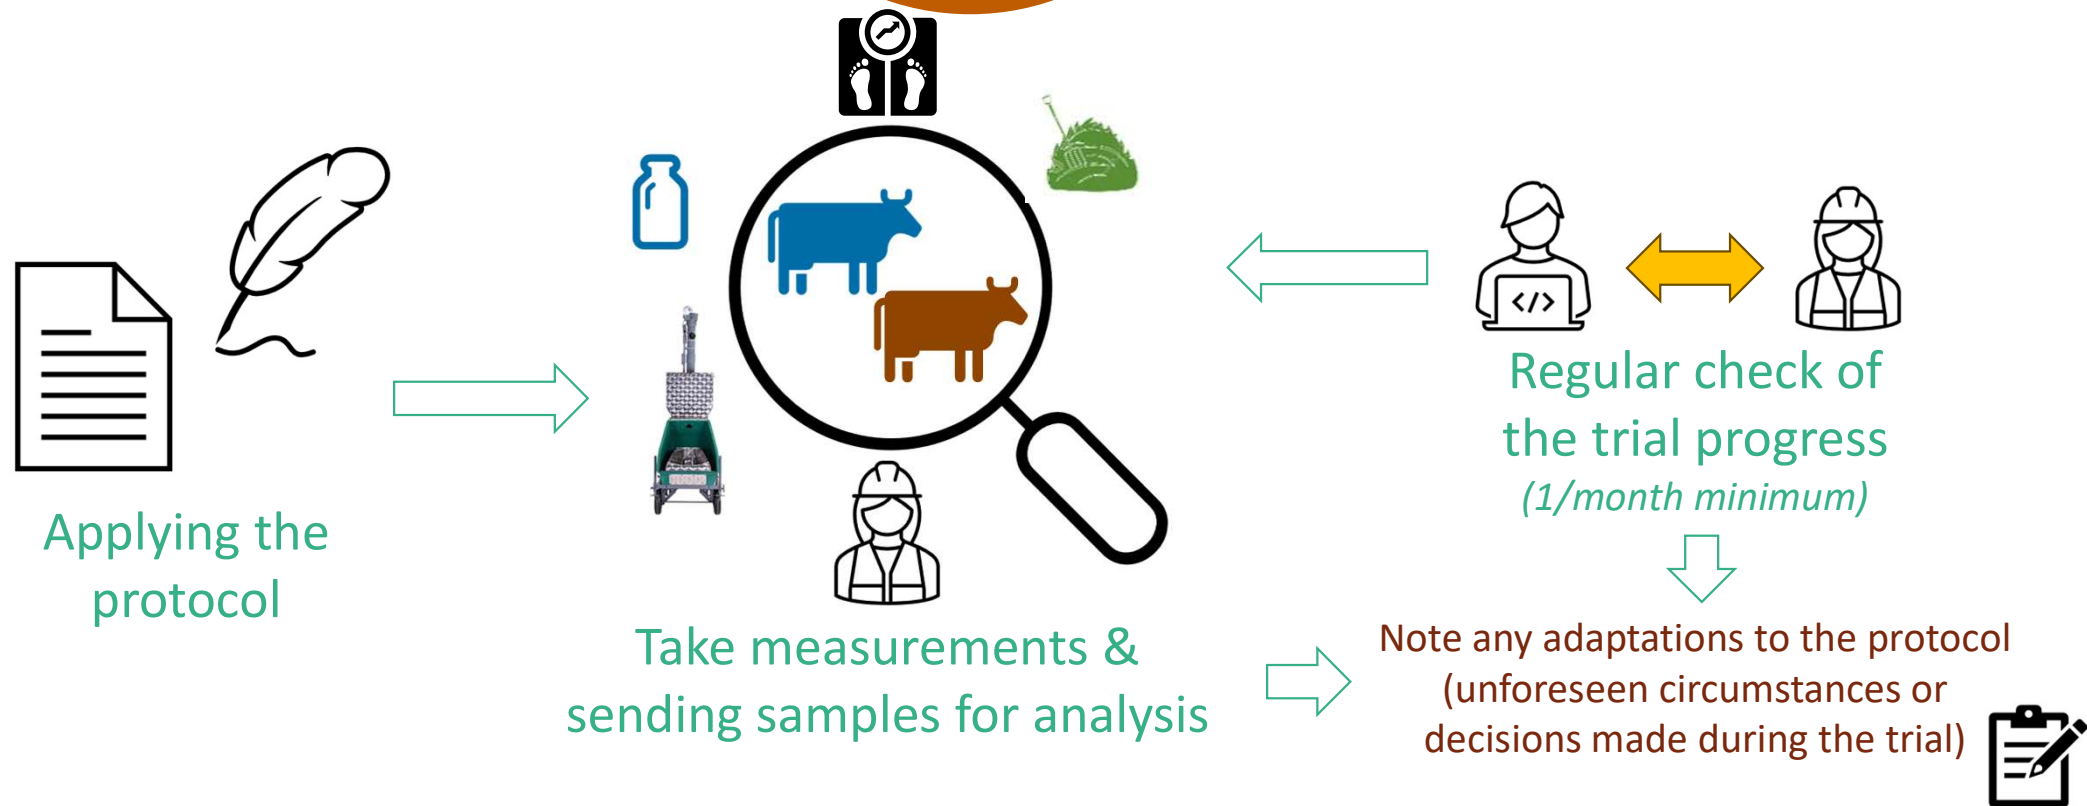 Applying the
protocol
Take measurements &
sending samples for analysis
</>
Regular check of
the trial progress
(1/month minimum)
Note any adaptations to the protocol
(unforeseen circumstances or
decisions made during the trial)